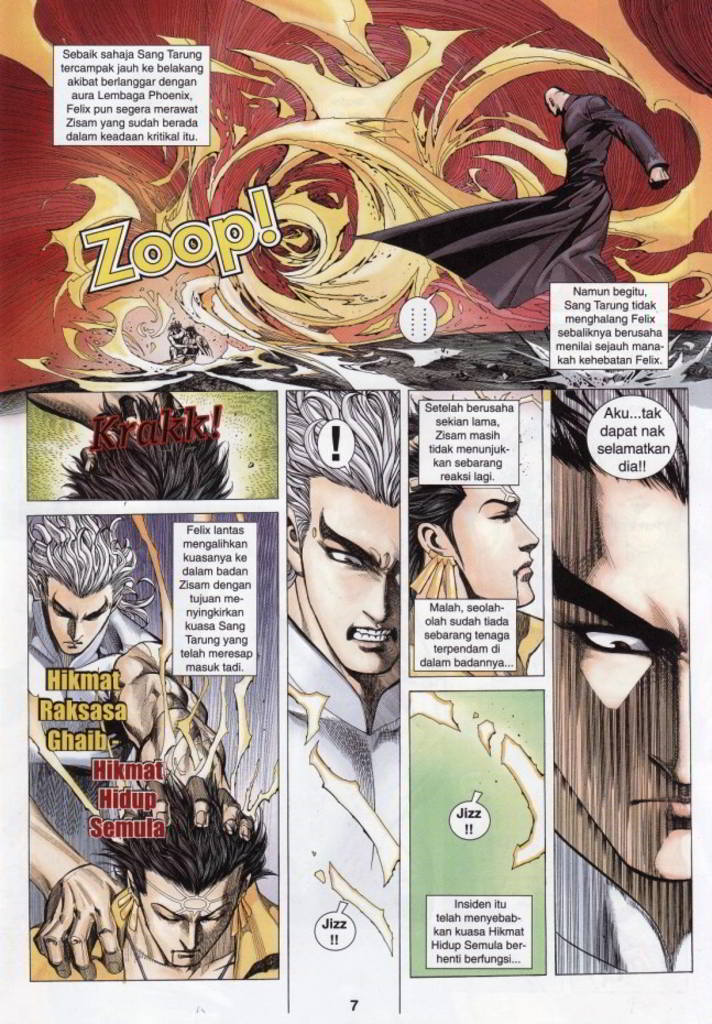 Sebaik sahaja Sang Tarung
tercampak jauh ke belakang
akibat berlanggar dengan
aura Lembaga Phoenix,
Felix pun segera merawat
Zisam yang sudah berada
dalam keadaan kritikal itu.
Zoop!
Namun begitu,
Sang Tarung tidak
menghalang Felix
sebaliknya berusaha
menilai sejauh mana-
kah kehebatan Felix.
Krakk!
Felix lantas
mengalihkan
kuasanya ke
dalam badan
Zisam dengan
tujuan me-
nyingkirkan
kuasa Sang
Tarung yang
telah meresap
masuk tadi.
Hikmat
Raksasa
Ghaib -
Hikmat
Hidup
Semula
!
Jizz
!!
Setelah berusaha
sekian lama,
Zisam masih
tidak menunjuk-
kan sebarang
reaksi lagi.
Malah, seolah-
olah sudah tiada
sebarang tenaga
terpendam di
dalam badannya...
Jizz
!!
Insiden itu
telah menyebab-
kan kuasa Hikmat
Hidup Semula ber-
henti berfungsi...
Aku...tak
dapat nak
selamatkan
dia!!
7